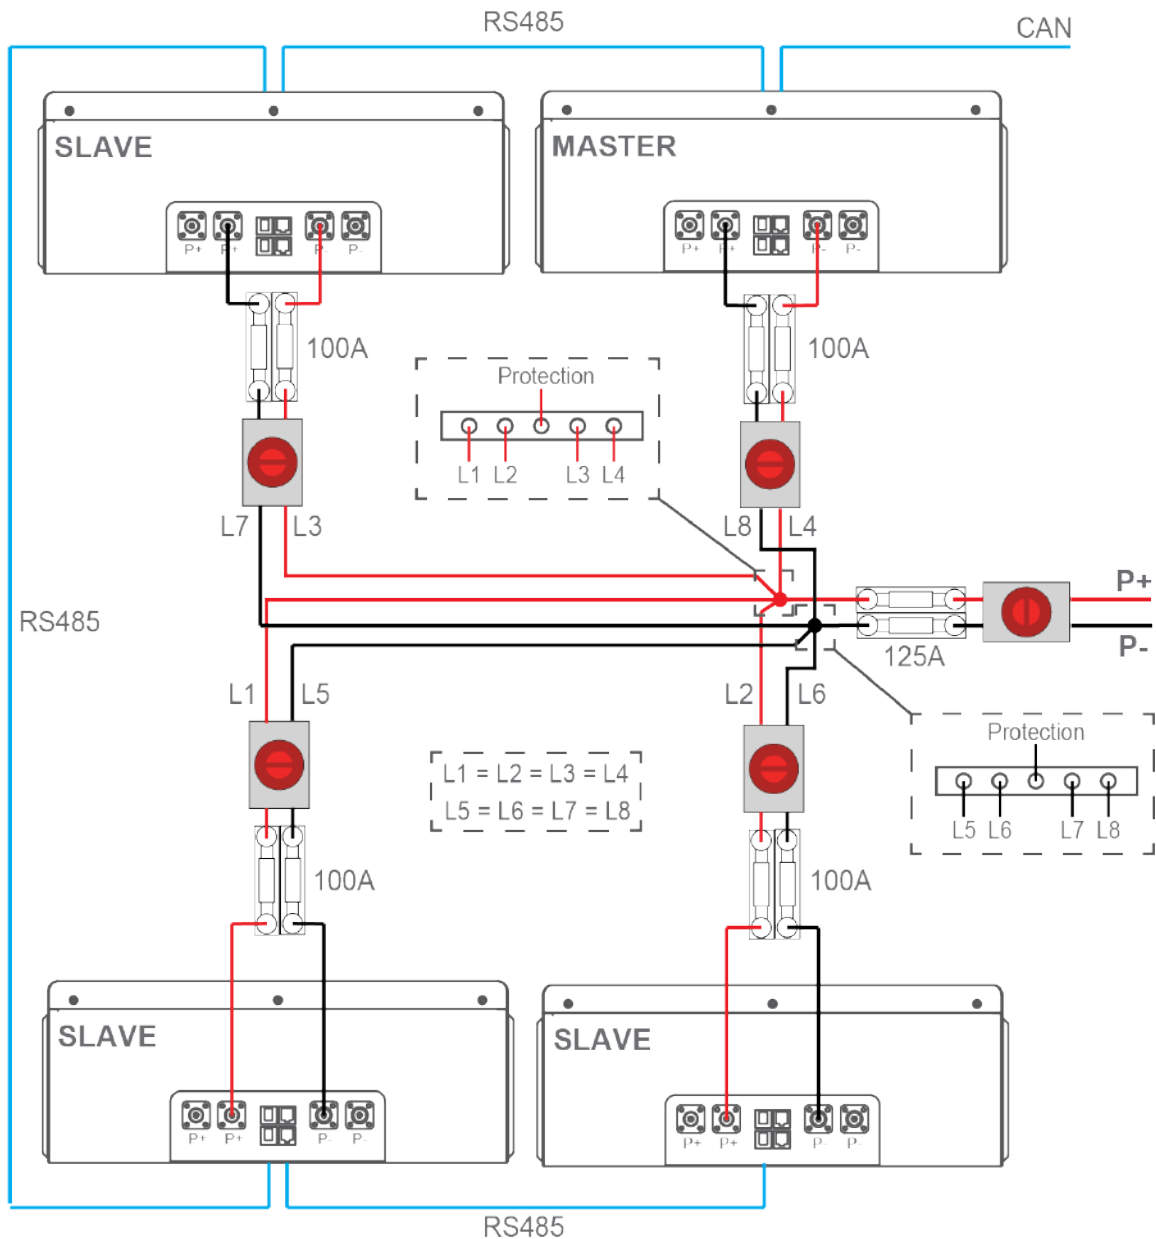 RS485
CAN
SLAVE
MASTER
P+ P+ P- P-
P+ P+ P- P-
100A
100A
Protection
L1 L2 L3 L4
L7 L3
L8 L4
P+
RS485
125A
P-
L1 L5
L2 L6
Protection
L5 L6 L7 L8
L1 = L2 = L3 = L4
L5 = L6 = L7 = L8
100A
100A
SLAVE
SLAVE
P+ P+ P- P-
P+ P+ P- P-
RS485